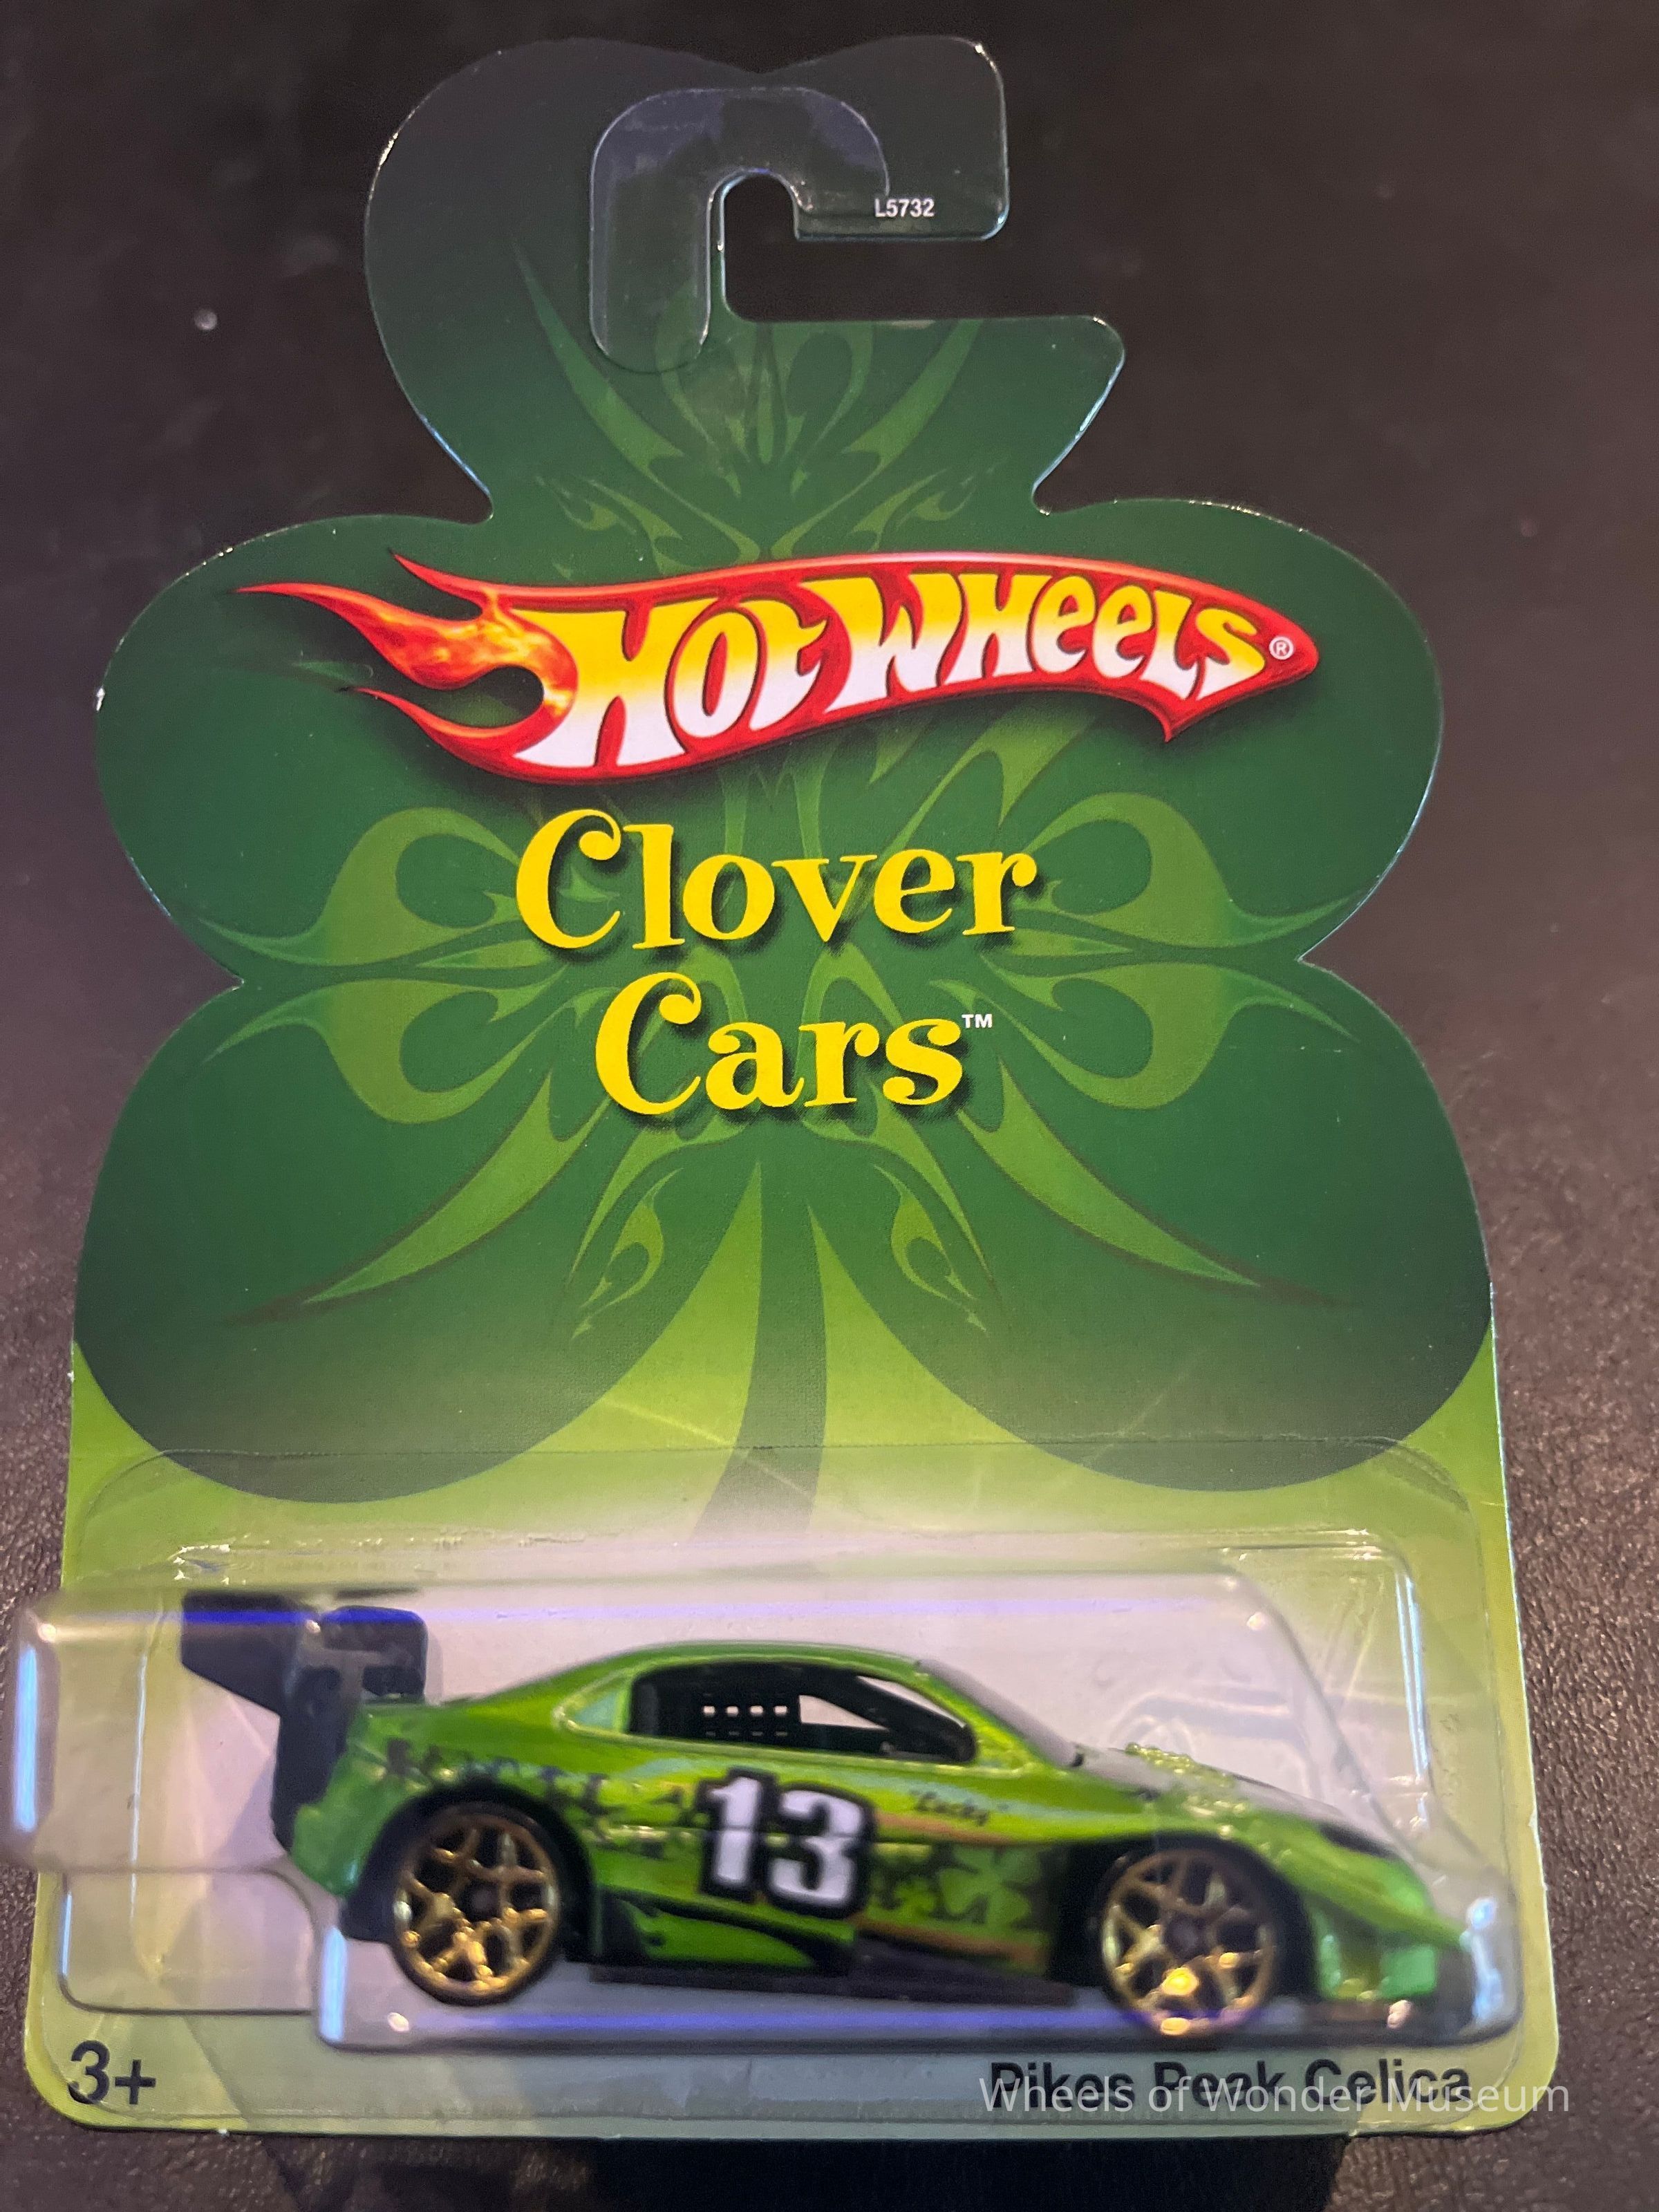 L5732
HOT WHEELS®
Clover
Cars™
13
"Lucky"
3+
Pikes Peak Celica
Wheels of Wonder Museum